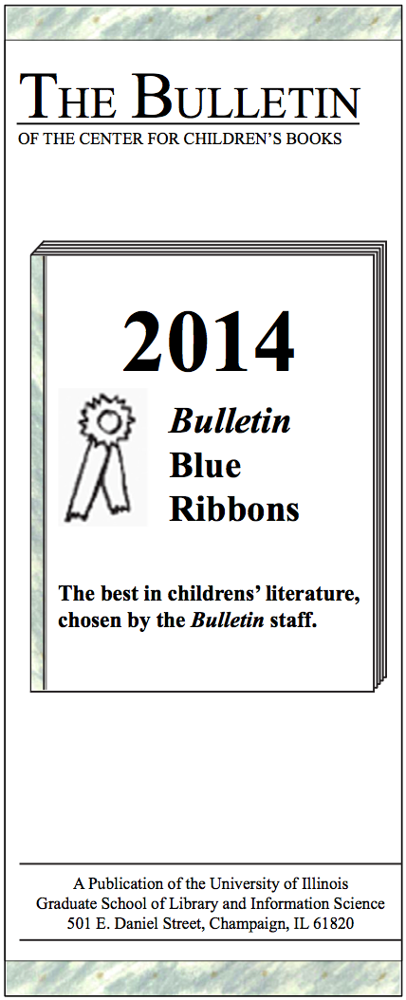 THE BULLETIN
OF THE CENTER FOR CHILDREN'S BOOKS
2014
Bulletin
Blue
Ribbons
The best in childrens' literature,
chosen by the Bulletin staff.
A Publication of the University of Illinois
Graduate School of Library and Information Science
501 E. Daniel Street, Champaign, IL 61820